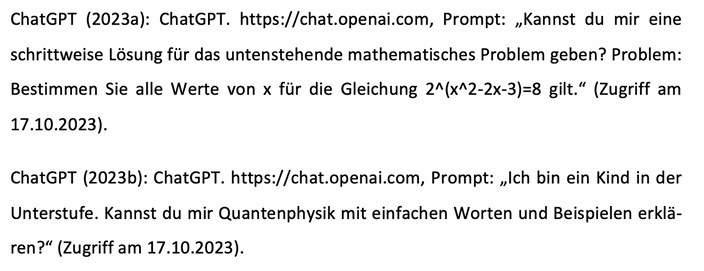 ChatGPT (2023a): ChatGPT. https://chat.openai.com, Prompt: „Kannst du mir eine
schrittweise Lösung für das untenstehende mathematisches Problem geben? Problem:
Bestimmen Sie alle Werte von x für die Gleichung 2^(x^2-2x-3)=8 gilt.“ (Zugriff am
17.10.2023).
ChatGPT (2023b): ChatGPT. https://chat.openai.com, Prompt: „Ich bin ein Kind in der
Unterstufe. Kannst du mir Quantenphysik mit einfachen Worten und Beispielen erklä-
ren?“ (Zugriff am 17.10.2023).